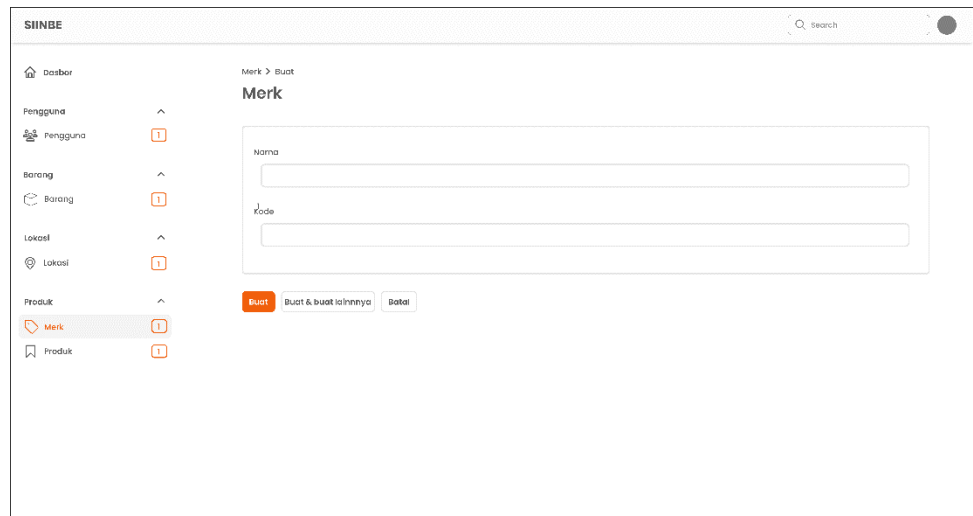 SIINBE
Search
Dasbor
Pengguna
Pengguna 1
Barang
Barang 1
Lokasi
Lokasi 1
Produk
Merk 1
Produk 1
Merk > Buat
Merk
Nama
Kode
Buat
Buat & buat lainnnya
Batal